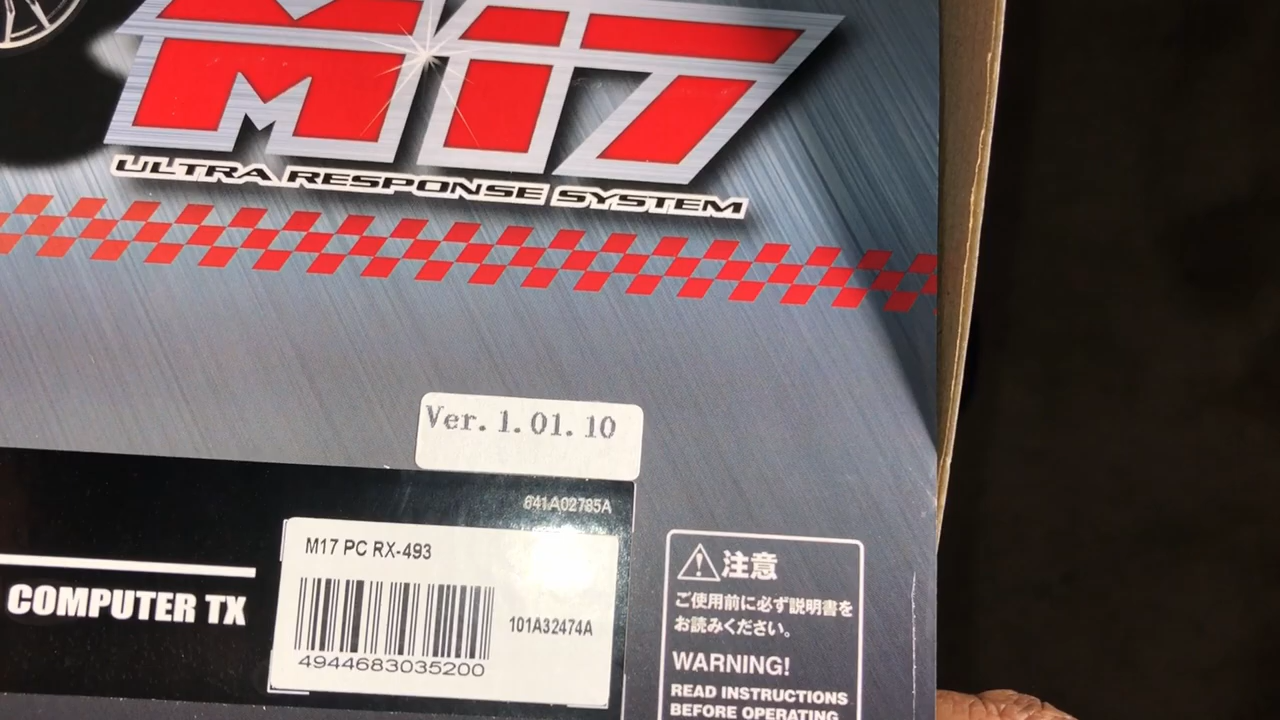 M17
ULTRA RESPONSE SYSTEM
Ver. 1.01.10
641A02785A
M17 PC RX-493
COMPUTER TX
101A32474A
4944683035200
注意
ご使用前に必ず説明書を
お読みください。
WARNING!
READ INSTRUCTIONS
BEFORE OPERATING